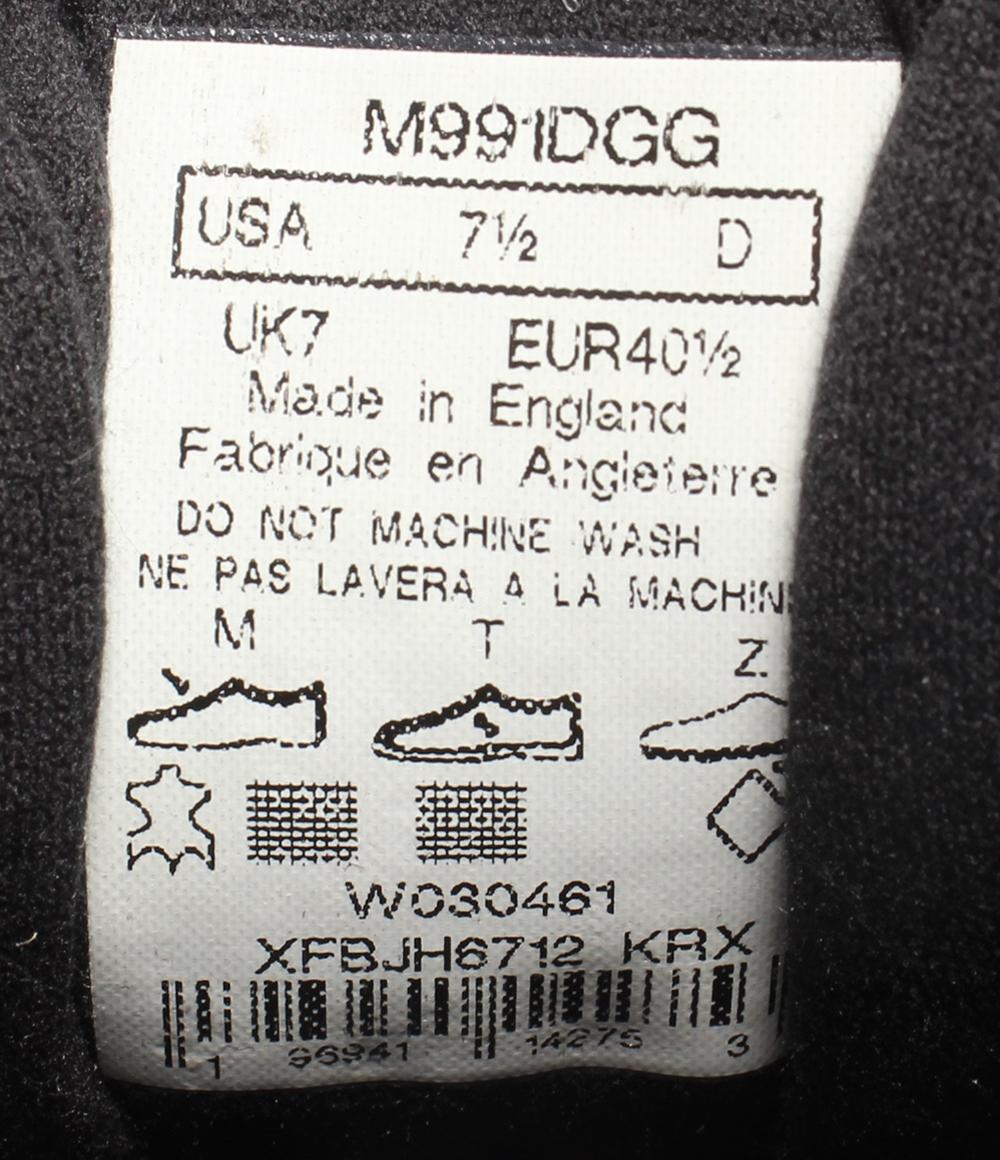 M991DGG
USA 7½ D
UK7 EUR40½
Made in England
Fabrique en Angleterre
DO NOT MACHINE WASH
NE PAS LAVERA A LA MACHIN
M T Z
W030461
XFBJH6712 KRX
1 96941 14275 3